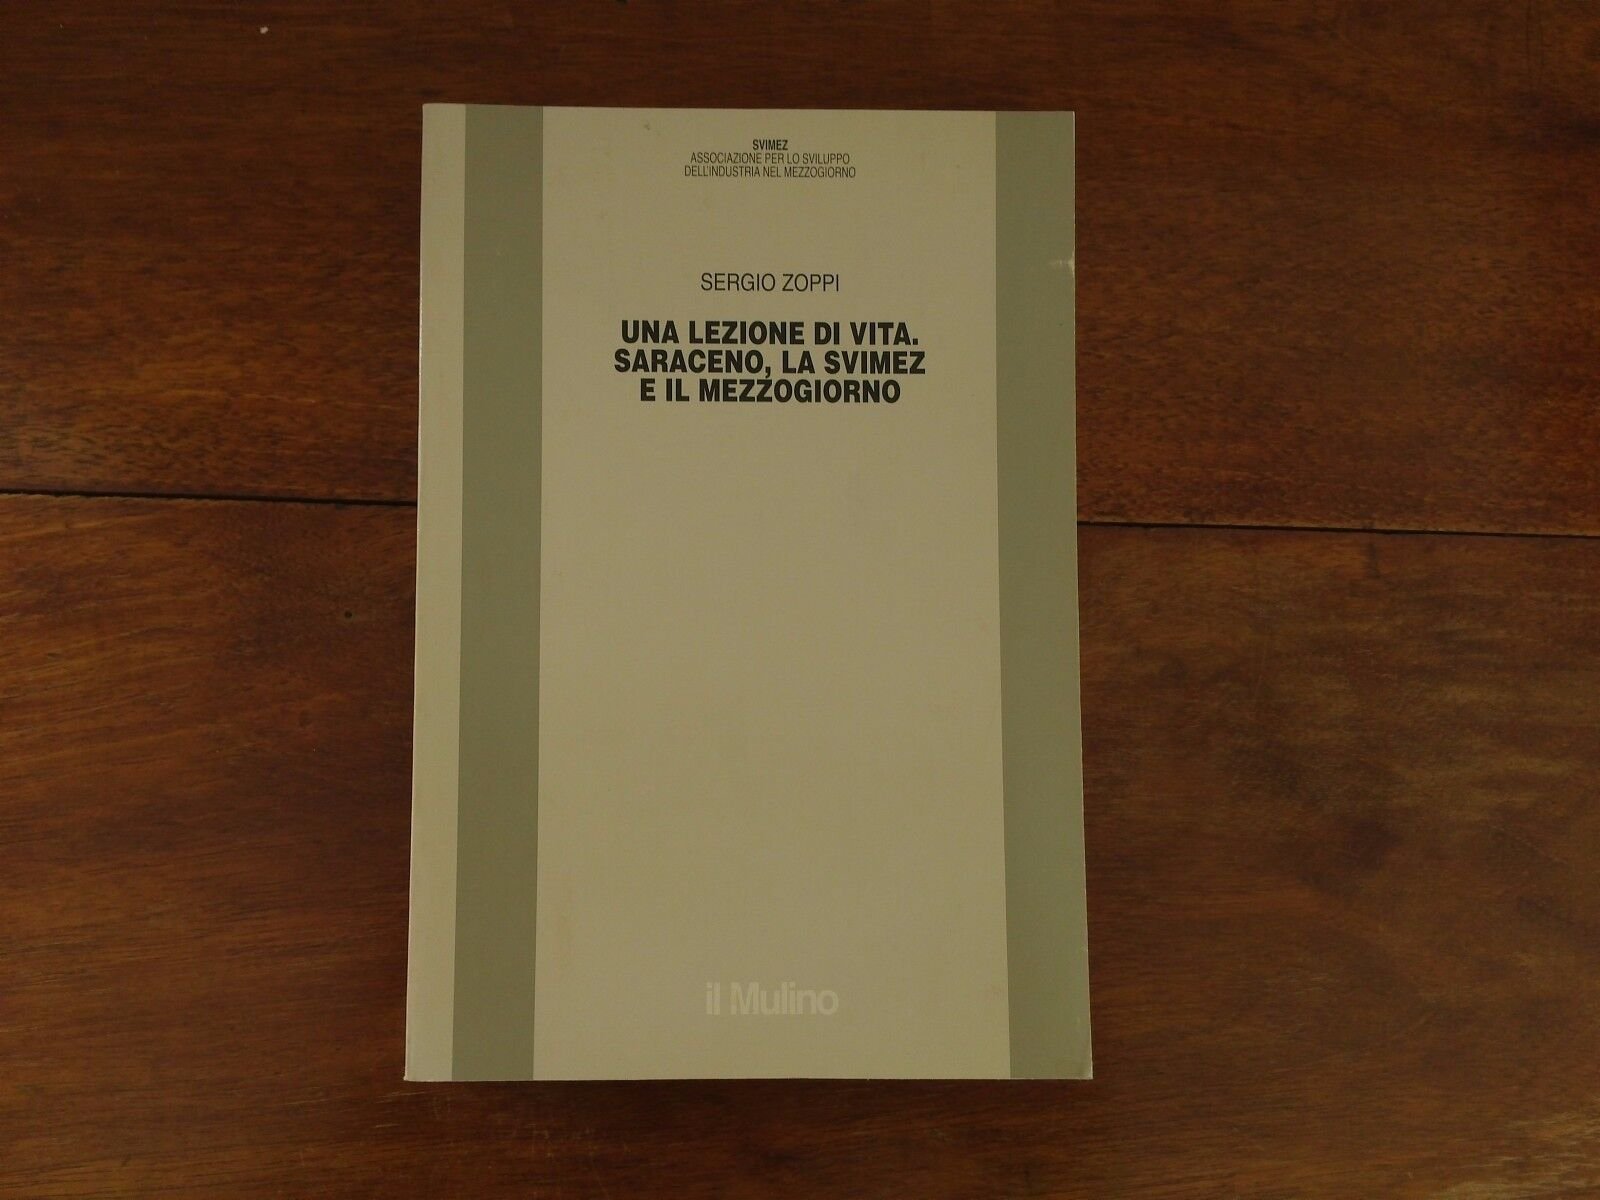 SVIMEZ
ASSOCIAZIONE PER LO SVILUPPO
DELL'INDUSTRIA NEL MEZZOGIORNO
SERGIO ZOPPI
UNA LEZIONE DI VITA.
SARACENO, LA SVIMEZ
E IL MEZZOGIORNO
il Mulino